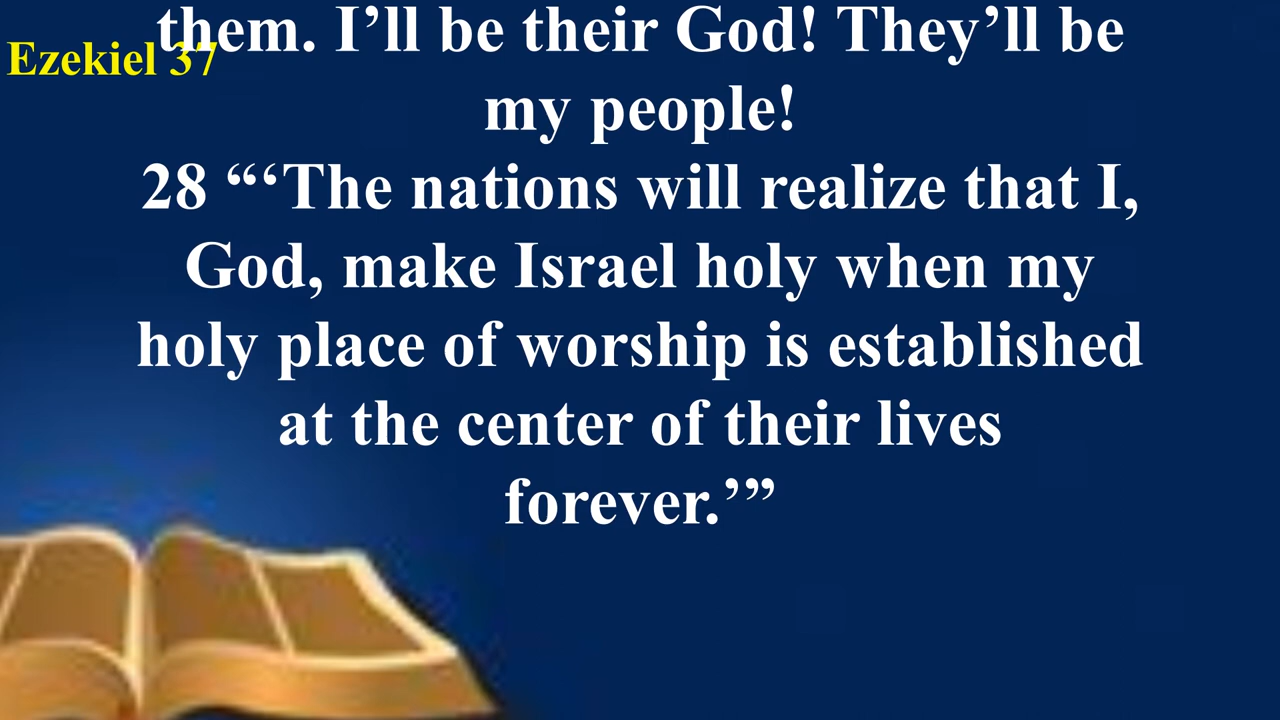 Ezekiel 37
them. I’ll be their God! They’ll be
my people!
28 “‘The nations will realize that I,
God, make Israel holy when my
holy place of worship is established
at the center of their lives
forever.’”